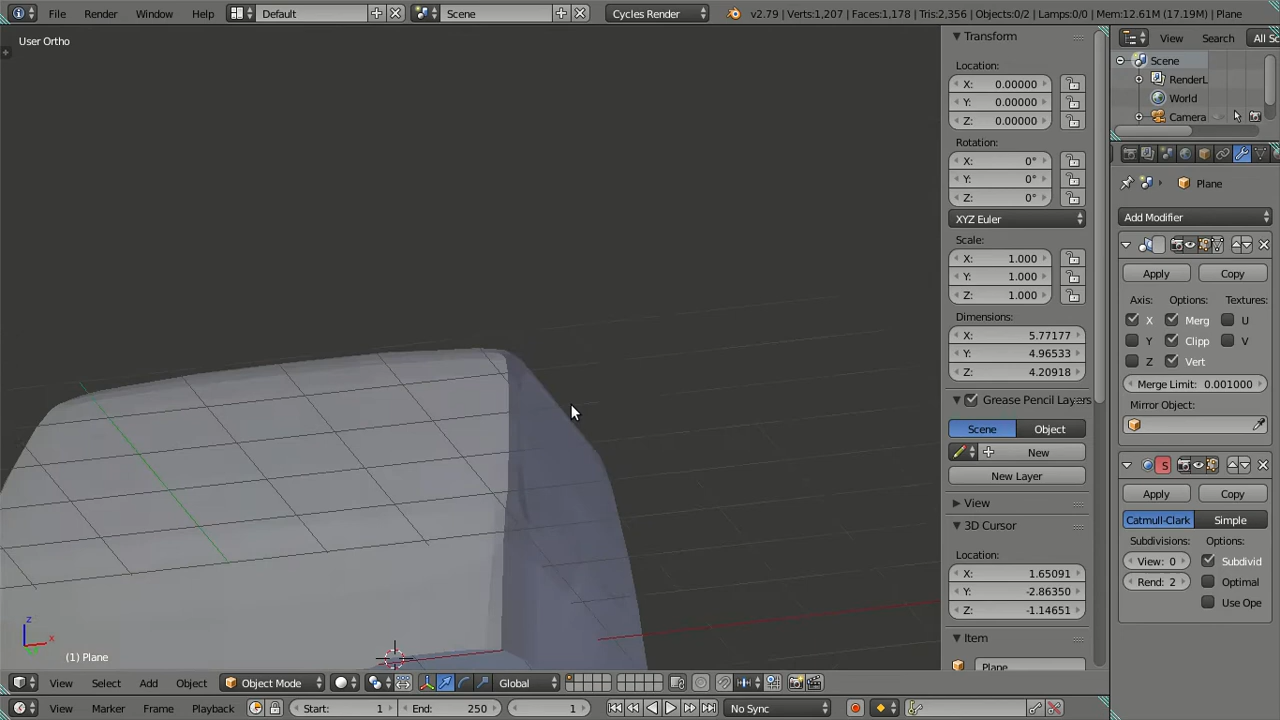 File Render Window Help Default Scene Cycles Render v2.79 | Verts:1,207 | Faces:1,178 | Tris:2,356 | Objects:0/2 | Lamps:0/0 | Mem:12.61M (17.19M) | Plane
User Ortho
Transform
Location:
X: 0.00000
Y: 0.00000
Z: 0.00000
Rotation:
X: 0°
Y: 0°
Z: 0°
XYZ Euler
Scale:
X: 1.000
Y: 1.000
Z: 1.000
Dimensions:
X: 5.77177
Y: 4.96533
Z: 4.20918
Grease Pencil Layers
Scene Object
New
New Layer
View
3D Cursor
Location:
X: 1.65091
Y: -2.86350
Z: -1.14651
Item
Plane
View Search All Sc
Scene
RenderL
World
Camera
Plane
Add Modifier
Apply Copy
Axis: Options: Textures:
X Merg U
Y Clipp V
Z Vert
Merge Limit: 0.001000
Mirror Object:
S
Apply Copy
Catmull-Clark Simple
Subdivisions: Options:
View: 0 Subdivid
Rend: 2 Optimal
Use Ope
z
x
(1) Plane
View Select Add Object Object Mode Global
View Marker Frame Playback Start: 1 End: 250 1 No Sync